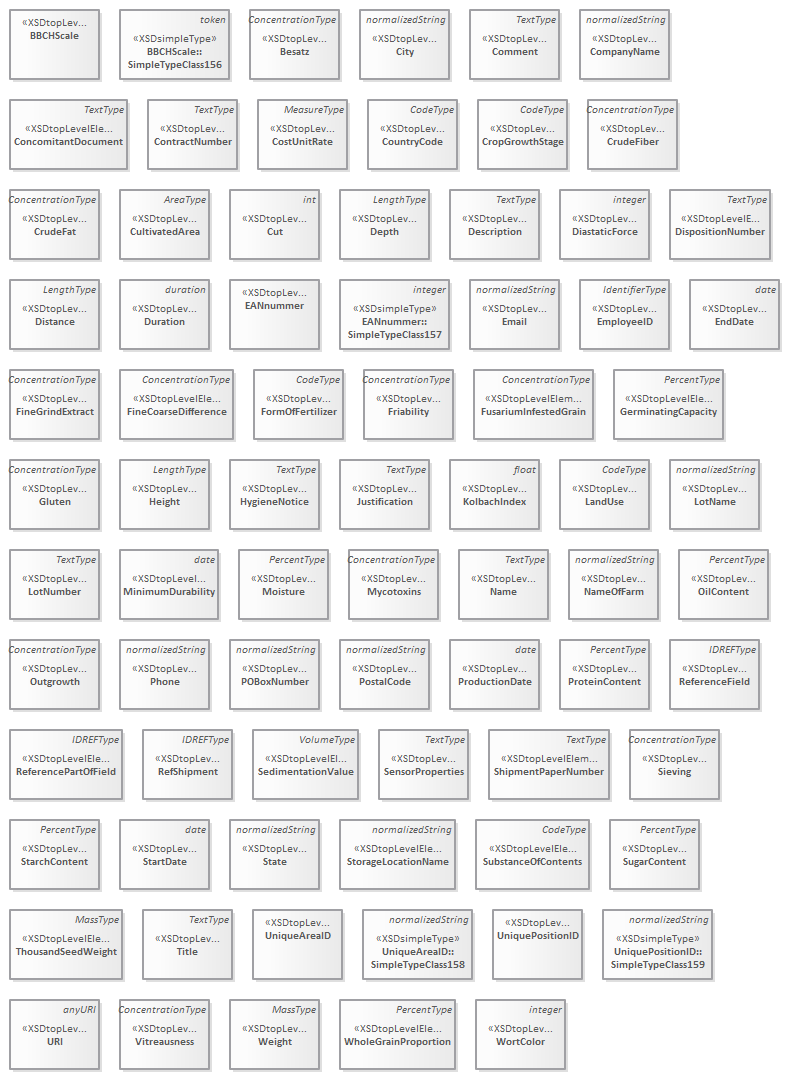 «XSDtopLev...
BBCHScale
token
«XSDsimpleType»
BBCHScale::
SimpleTypeClass156
ConcentrationType
«XSDtopLev...
Besatz
normalizedString
«XSDtopLev...
City
TextType
«XSDtopLev...
Comment
normalizedString
«XSDtopLev...
CompanyName
TextType
«XSDtopLevelEle...
ConcomitantDocument
TextType
«XSDtopLev...
ContractNumber
MeasureType
«XSDtopLev...
CostUnitRate
CodeType
«XSDtopLev...
CountryCode
CodeType
«XSDtopLev...
CropGrowthStage
ConcentrationType
«XSDtopLev...
CrudeFiber
ConcentrationType
«XSDtopLev...
CrudeFat
AreaType
«XSDtopLev...
CultivatedArea
int
«XSDtopLev...
Cut
LengthType
«XSDtopLev...
Depth
TextType
«XSDtopLev...
Description
integer
«XSDtopLev...
DiastaticForce
TextType
«XSDtopLevelE...
DispositionNumber
LengthType
«XSDtopLev...
Distance
duration
«XSDtopLev...
Duration
«XSDtopLev...
EANnummer
integer
«XSDsimpleType»
EANnummer::
SimpleTypeClass157
normalizedString
«XSDtopLev...
Email
IdentifierType
«XSDtopLev...
EmployeeID
date
«XSDtopLev...
EndDate
ConcentrationType
«XSDtopLev...
FineGrindExtract
ConcentrationType
«XSDtopLevelEle...
FineCoarseDifference
CodeType
«XSDtopLev...
FormOfFertilizer
ConcentrationType
«XSDtopLev...
Friability
ConcentrationType
«XSDtopLevelElem...
FusariumInfestedGrain
PercentType
«XSDtopLevelEl...
GerminatingCapacity
ConcentrationType
«XSDtopLev...
Gluten
LengthType
«XSDtopLev...
Height
TextType
«XSDtopLev...
HygieneNotice
TextType
«XSDtopLev...
Justification
float
«XSDtopLev...
KolbachIndex
CodeType
«XSDtopLev...
LandUse
normalizedString
«XSDtopLev...
LotName
TextType
«XSDtopLev...
LotNumber
date
«XSDtopLevel...
MinimumDurability
PercentType
«XSDtopLev...
Moisture
ConcentrationType
«XSDtopLev...
Mycotoxins
TextType
«XSDtopLev...
Name
normalizedString
«XSDtopLev...
NameOfFarm
PercentType
«XSDtopLev...
OilContent
ConcentrationType
«XSDtopLev...
Outgrowth
normalizedString
«XSDtopLev...
Phone
normalizedString
«XSDtopLev...
POBoxNumber
normalizedString
«XSDtopLev...
PostalCode
date
«XSDtopLev...
ProductionDate
PercentType
«XSDtopLev...
ProteinContent
IDREFType
«XSDtopLev...
ReferenceField
IDREFType
«XSDtopLevelEle...
ReferencePartOfField
IDREFType
«XSDtopLev...
RefShipment
VolumeType
«XSDtopLevelEl...
SedimentationValue
TextType
«XSDtopLev...
SensorProperties
TextType
«XSDtopLevelElem...
ShipmentPaperNumber
ConcentrationType
«XSDtopLev...
Sieving
PercentType
«XSDtopLev...
StarchContent
date
«XSDtopLev...
StartDate
normalizedString
«XSDtopLev...
State
normalizedString
«XSDtopLevelEle...
StorageLocationName
CodeType
«XSDtopLevelEle...
SubstanceOfContents
PercentType
«XSDtopLev...
SugarContent
MassType
«XSDtopLevelEle...
ThousandSeedWeight
TextType
«XSDtopLev...
Title
«XSDtopLev...
UniqueAreaID
normalizedString
«XSDsimpleType»
UniqueAreaID::
SimpleTypeClass158
«XSDtopLev...
UniquePositionID
normalizedString
«XSDsimpleType»
UniquePositionID::
SimpleTypeClass159
anyURI
«XSDtopLev...
URI
ConcentrationType
«XSDtopLev...
Vitreausness
MassType
«XSDtopLev...
Weight
PercentType
«XSDtopLevelEle...
WholeGrainProportion
integer
«XSDtopLev...
WortColor